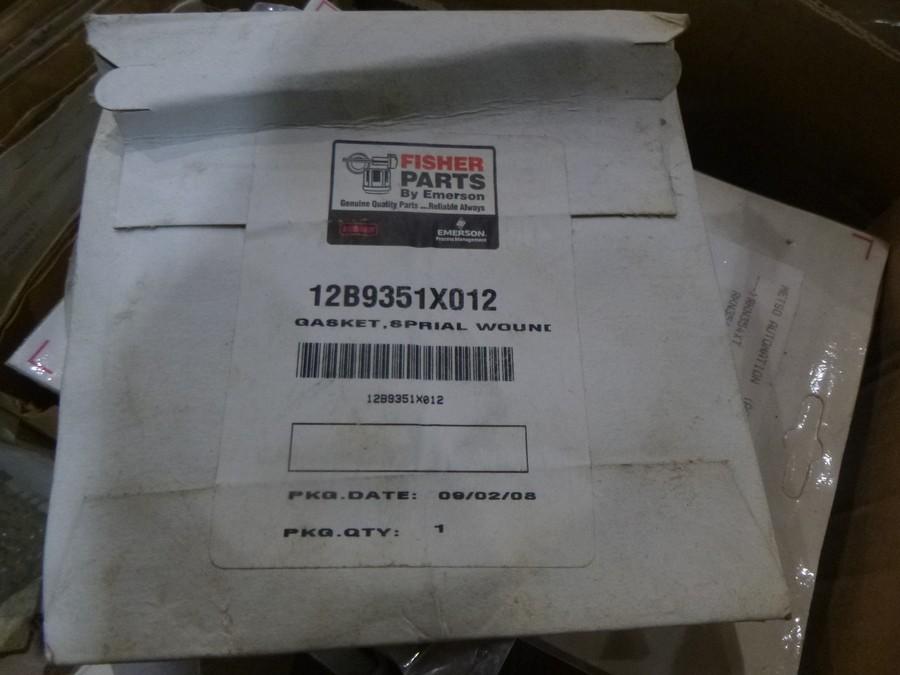 FISHER
PARTS
By Emerson
Genuine Quality Parts ....Reliable Always
EMERSON.
Process Management
12B9351X012
GASKET,SPRIAL WOUND
12B9351X012
PKG.DATE: 09/02/08
PKG.QTY: 1
METSO AUTOMATION